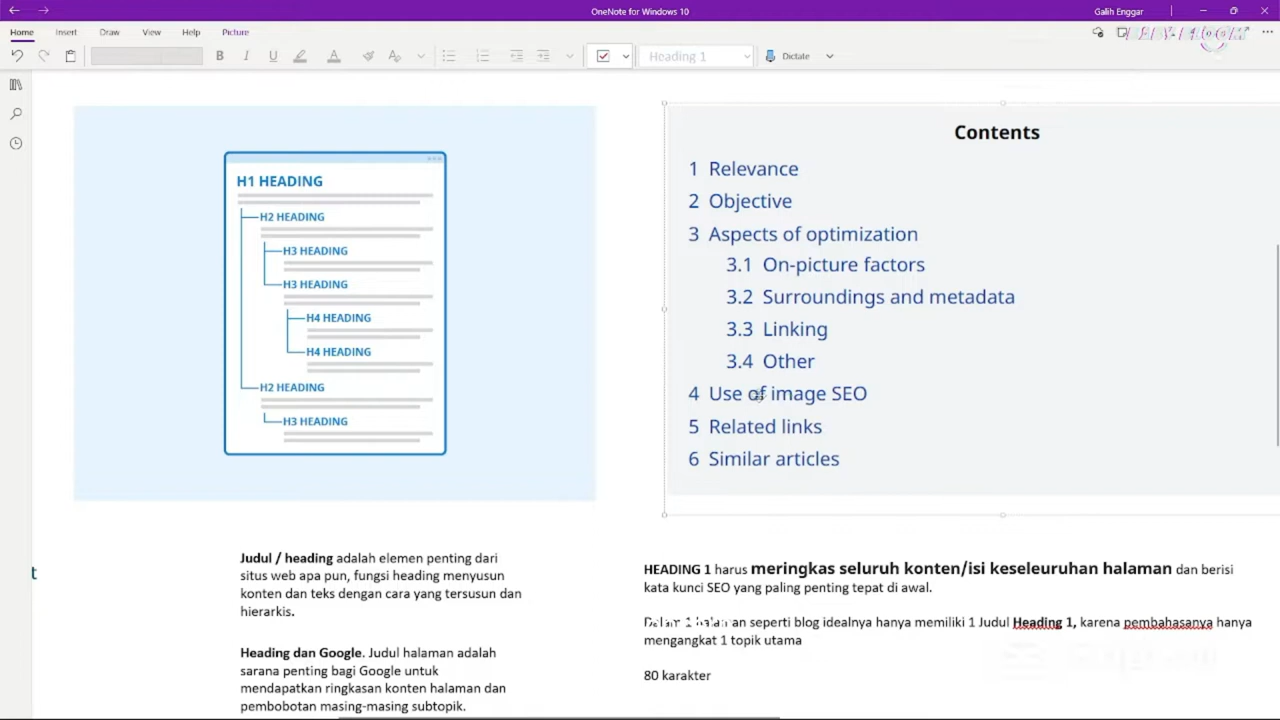 OneNote for Windows 10
Galih Enggar
Home Insert Draw View Help Picture
Heading 1
Dictate
H1 HEADING
H2 HEADING
H3 HEADING
H3 HEADING
H4 HEADING
H4 HEADING
H2 HEADING
H3 HEADING
Contents
1 Relevance
2 Objective
3 Aspects of optimization
3.1 On-picture factors
3.2 Surroundings and metadata
3.3 Linking
3.4 Other
4 Use of image SEO
5 Related links
6 Similar articles
t
Judul / heading adalah elemen penting dari
situs web apa pun, fungsi heading menyusun
konten dan teks dengan cara yang tersusun dan
hierarkis.
Heading dan Google. Judul halaman adalah
sarana penting bagi Google untuk
mendapatkan ringkasan konten halaman dan
pembobotan masing-masing subtopik.
HEADING 1 harus meringkas seluruh konten/isi keseleuruhan halaman dan berisi
kata kunci SEO yang paling penting tepat di awal.
Dalam 1 halaman seperti blog idealnya hanya memiliki 1 Judul Heading 1, karena pembahasanya hanya
mengangkat 1 topik utama
80 karakter